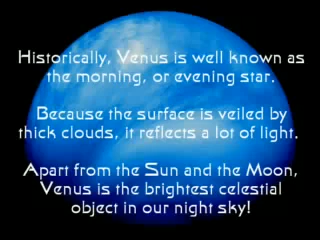 Historically, Venus is well known as
the morning, or evening star.
Because the surface is veiled by
thick clouds, it reflects a lot of light.
Apart from the Sun and the Moon,
Venus is the brightest celestial
object in our night sky!